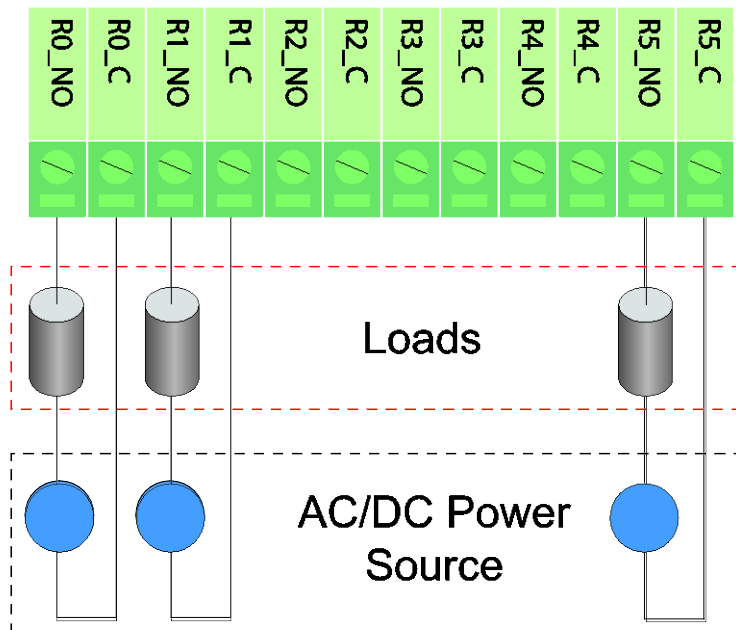 R0_NO
R0_C
R1_NO
R1_C
R2_NO
R2_C
R3_NO
R3_C
R4_NO
R4_C
R5_NO
R5_C
Loads
AC/DC Power
Source